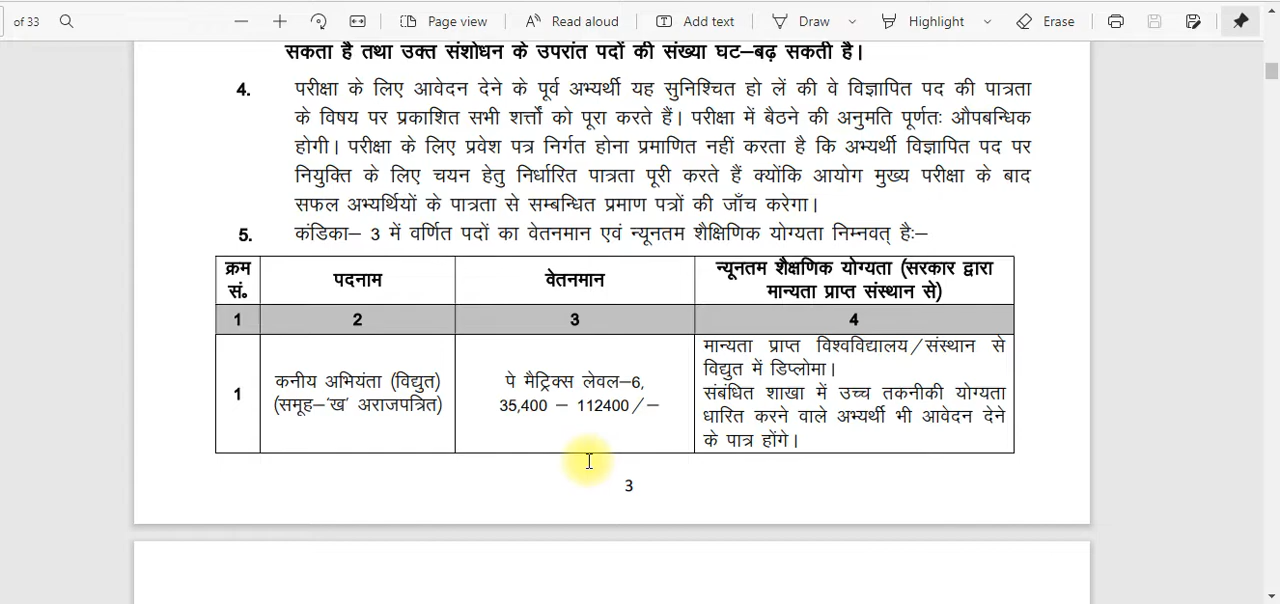 of 33
Page view
Read aloud
Add text
Draw
Highlight
Erase
सकता है तथा उक्त संशोधन के उपरांत पदों की संख्या घट–बढ़ सकती है।
4. परीक्षा के लिए आवेदन देने के पूर्व अभ्यर्थी यह सुनिश्चित हो लें की वे विज्ञापित पद की पात्रता
के विषय पर प्रकाशित सभी शर्त्तों को पूरा करते हैं। परीक्षा में बैठने की अनुमति पूर्णतः औपबन्धिक
होगी। परीक्षा के लिए प्रवेश पत्र निर्गत होना प्रमाणित नहीं करता है कि अभ्यर्थी विज्ञापित पद पर
नियुक्ति के लिए चयन हेतु निर्धारित पात्रता पूरी करते हैं क्योंकि आयोग मुख्य परीक्षा के बाद
सफल अभ्यर्थियों के पात्रता से सम्बन्धित प्रमाण पत्रों की जाँच करेगा।
5. कंडिका– 3 में वर्णित पदों का वेतनमान एवं न्यूनतम शैक्षिणिक योग्यता निम्नवत् हैः–
क्रम
सं॰
पदनाम
वेतनमान
न्यूनतम शैक्षणिक योग्यता (सरकार द्वारा
मान्यता प्राप्त संस्थान से)
1
2
3
4
1
कनीय अभियंता (विद्युत)
(समूह–'ख' अराजपत्रित)
पे मैट्रिक्स लेवल–6,
35,400 – 112400/–
मान्यता प्राप्त विश्वविद्यालय/संस्थान से
विद्युत में डिप्लोमा।
संबंधित शाखा में उच्च तकनीकी योग्यता
धारित करने वाले अभ्यर्थी भी आवेदन देने
के पात्र होंगे।
3